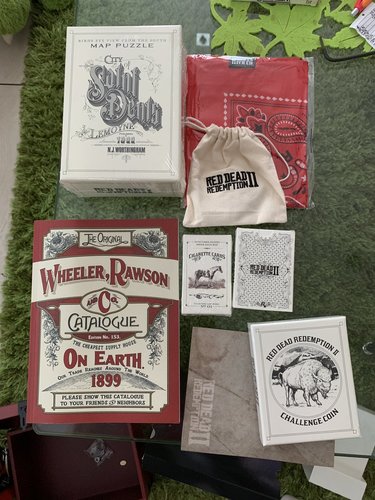 BIRDS EYE VIEW FROM THE SOUTH
MAP PUZZLE
CITY
of
Saint
Denis
LEMOYNE
1899
N.J WORTHINGRAM
RED DEAD
REDEMPTION II
The Original
WHEELER, RAWSON
AND Co.
CATALOGUE
EDITION No. 153.
THE CHEAPEST SUPPLY HOUSE
ON EARTH
OUR TRADE REACHES AROUND THE WORLD
1899
PLEASE SHOW THIS CATALOGUE
TO YOUR FRIENDS & NEIGHBORS
CIGARETTE CARDS
RED DEAD
REDEMPTION II
RED DEAD REDEMPTION II
CHALLENGE COIN